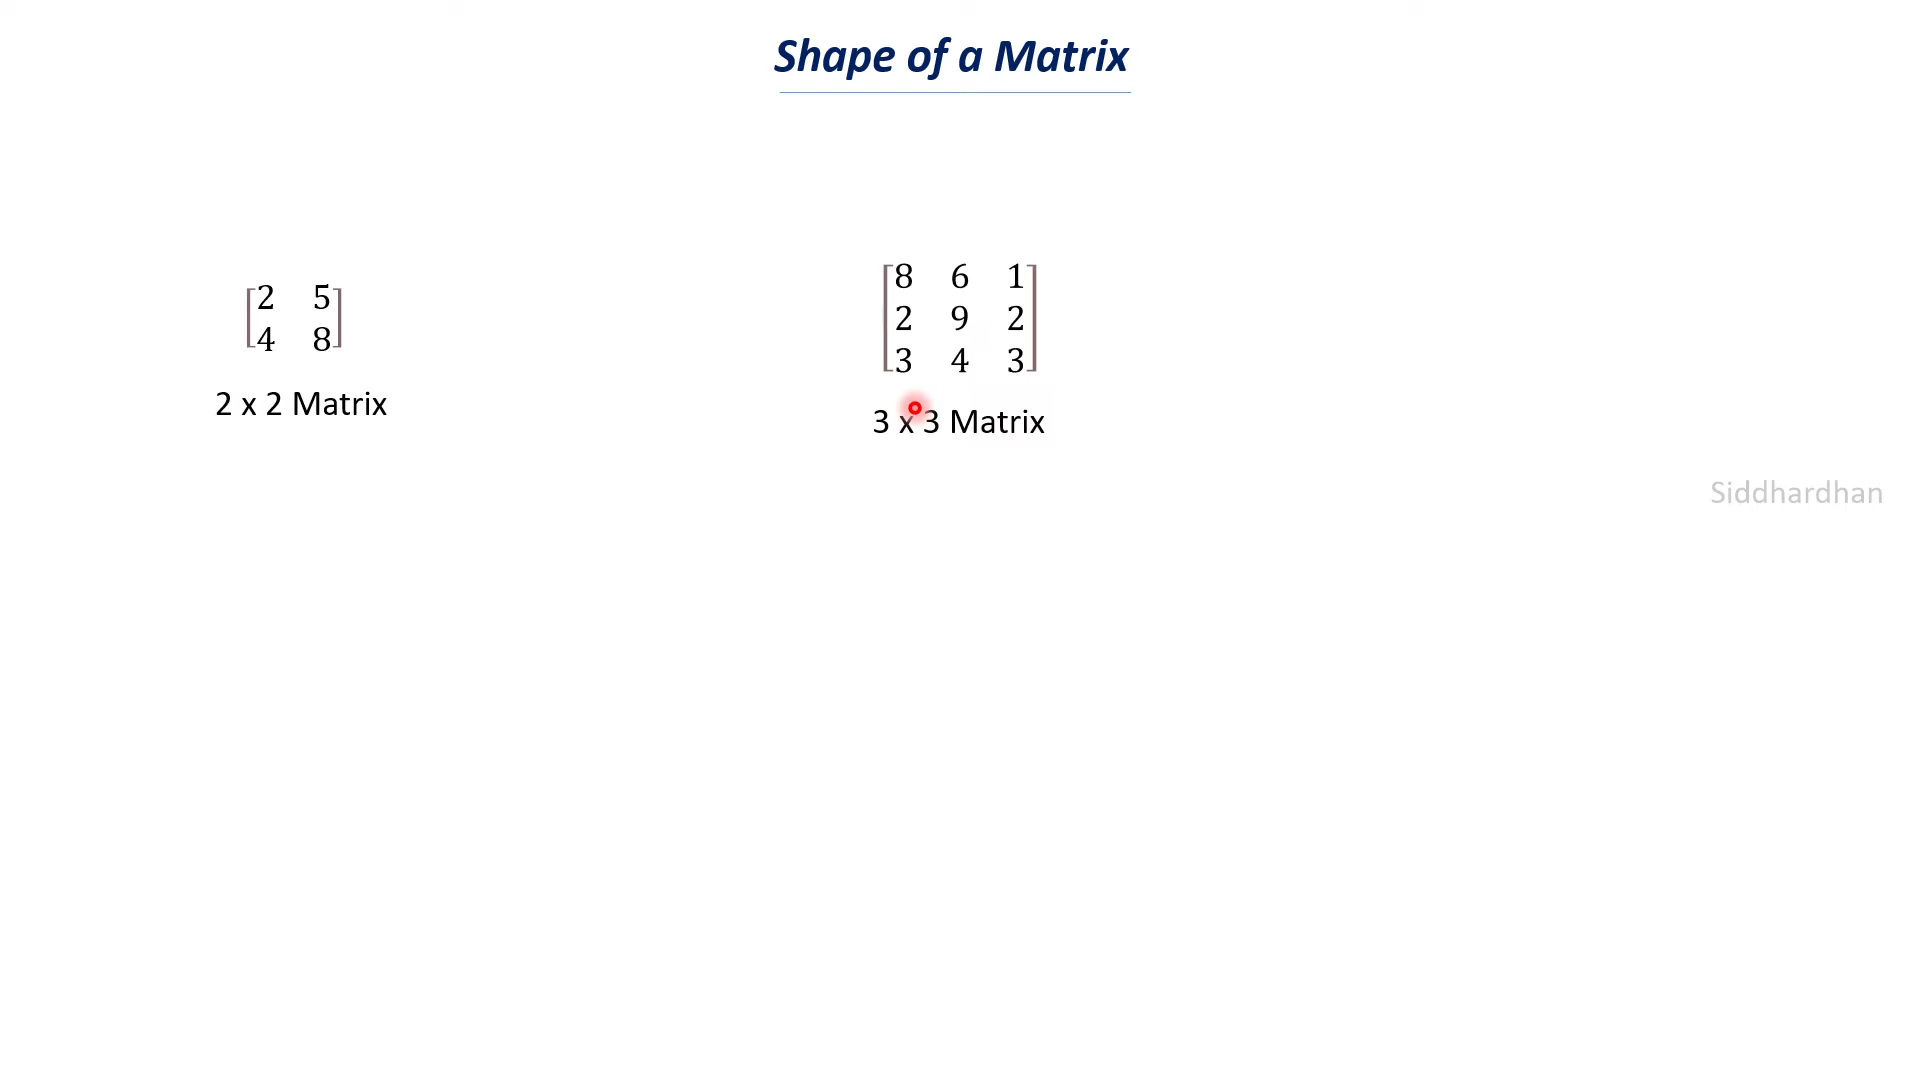 Shape of a Matrix
2 5
4 8
2 x 2 Matrix
8 6 1
2 9 2
3 4 3
3 x 3 Matrix
Siddhardhan